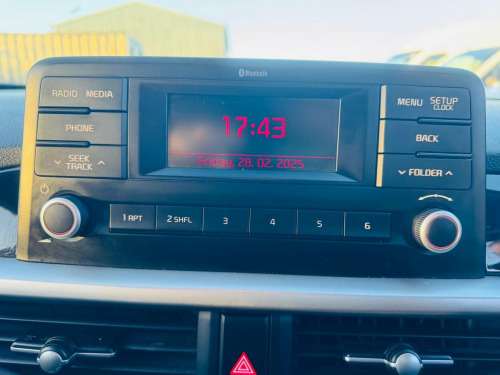 Bluetooth
RADIO MEDIA
PHONE
SEEK
TRACK
17:43
Friday, 28. 02. 2025
MENU SETUP
CLOCK
BACK
FOLDER
1 RPT 2 SHFL 3 4 5 6